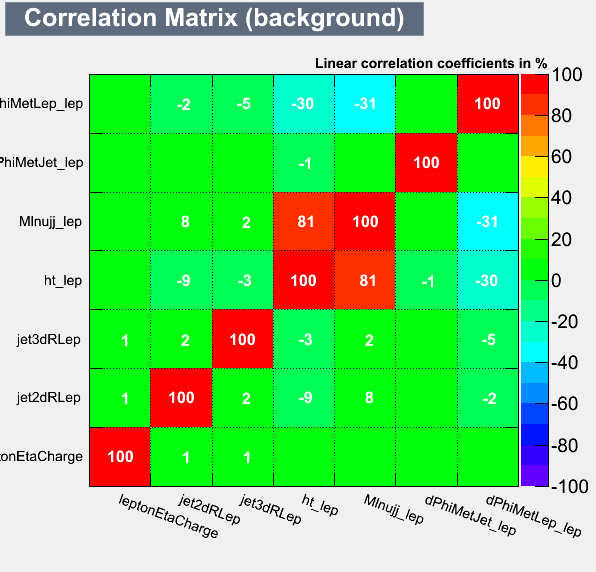 Correlation Matrix (background)
Linear correlation coefficients in %
hiMetLep_lep -2 -5 -30 -31 100
PhiMetJet_lep -1 100
Mlnujj_lep 8 2 81 100 -31
ht_lep -9 -3 100 81 -1 -30
jet3dRLep 1 2 100 -3 2 -5
jet2dRLep 1 100 2 -9 8 -2
tonEtaCharge 100 1 1
leptonEtaCharge jet2dRLep jet3dRLep ht_lep Mlnujj_lep dPhiMetJet_lep dPhiMetLep_lep
100
80
60
40
20
0
-20
-40
-60
-80
-100